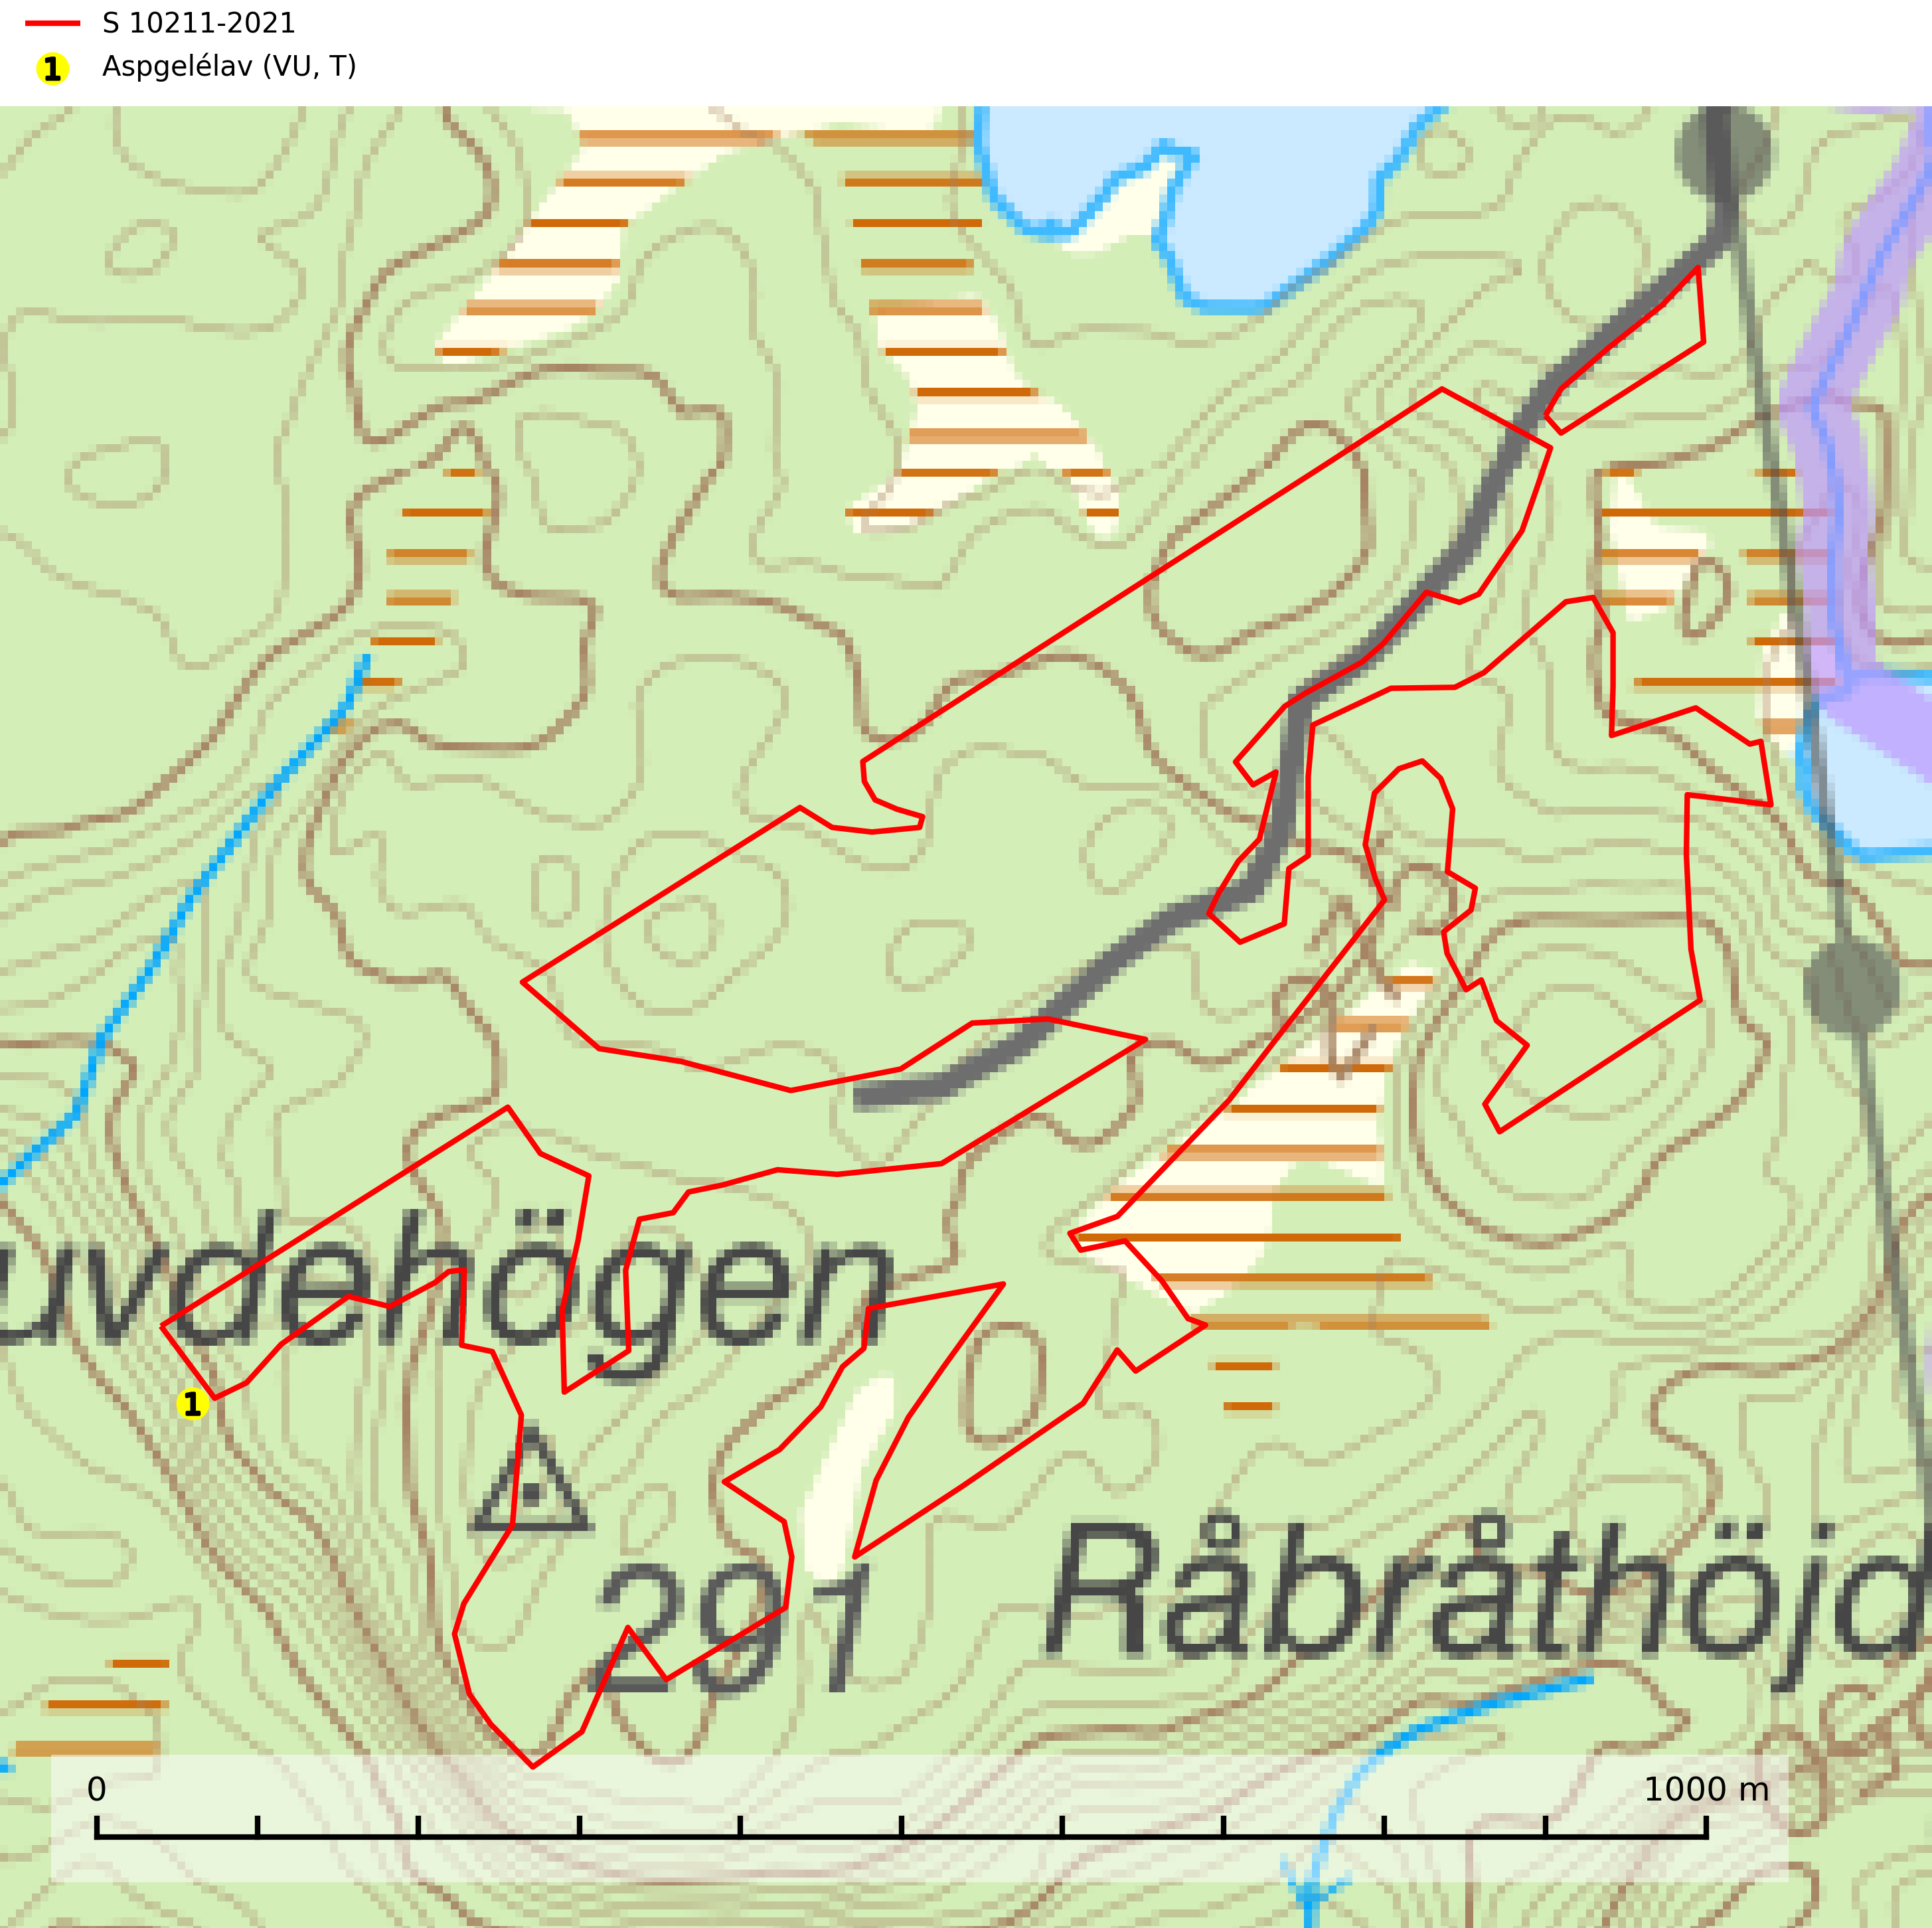 S 10211-2021
1 Aspgelélav (VU, T)
uvdehögen
1
291
Råbråthöjd
0 1000 m